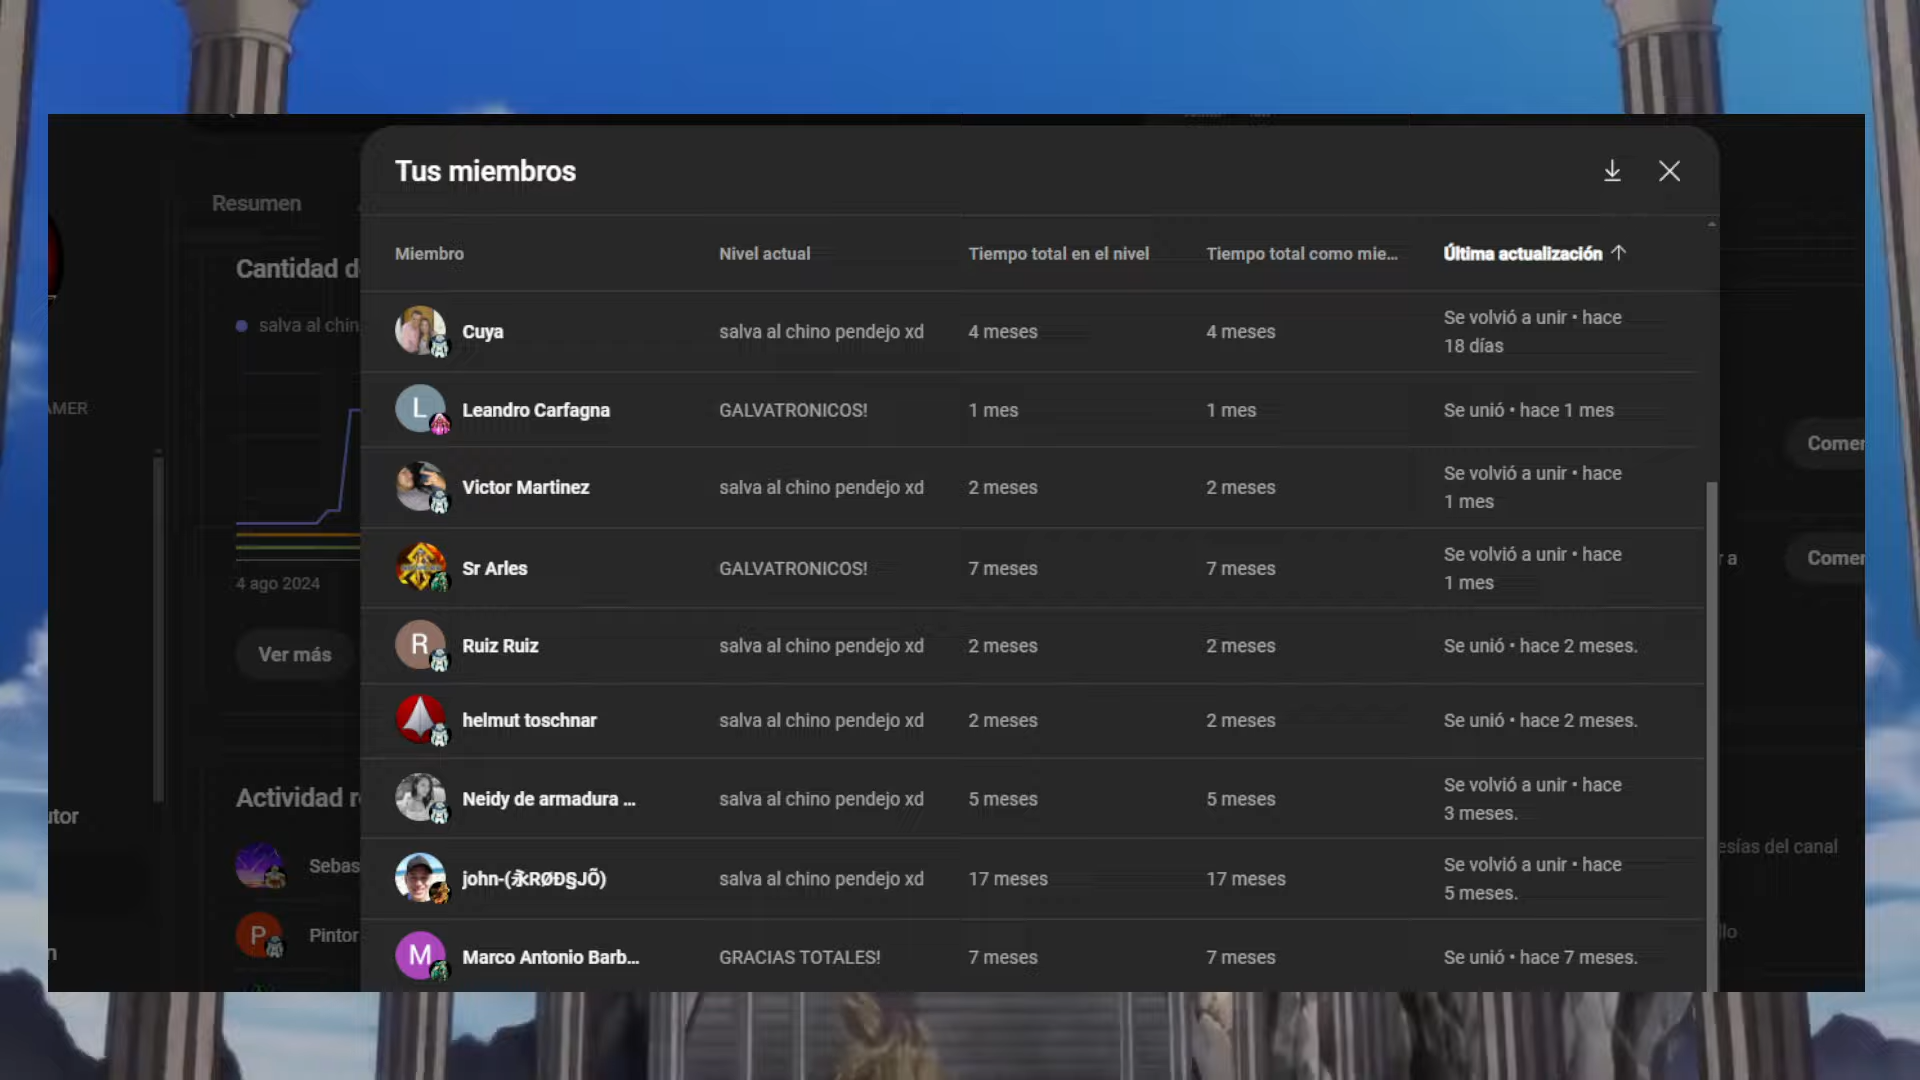 Tus miembros
Resumen
Miembro
Nivel actual
Tiempo total en el nivel
Tiempo total como mie...
Última actualización
Cantidad d
salva al chin
Cuya
salva al chino pendejo xd
4 meses
4 meses
Se volvió a unir • hace
18 días
AMER
Leandro Carfagna
GALVATRONICOS!
1 mes
1 mes
Se unió • hace 1 mes
Comer
Victor Martinez
salva al chino pendejo xd
2 meses
2 meses
Se volvió a unir • hace
1 mes
Sr Arles
GALVATRONICOS!
7 meses
7 meses
Se volvió a unir • hace
1 mes
r a
Comer
4 ago 2024
Ver más
R
Ruiz Ruiz
salva al chino pendejo xd
2 meses
2 meses
Se unió • hace 2 meses.
helmut toschnar
salva al chino pendejo xd
2 meses
2 meses
Se unió • hace 2 meses.
Actividad r
utor
Neidy de armadura ...
salva al chino pendejo xd
5 meses
5 meses
Se volvió a unir • hace
3 meses.
Sebas
john-(永KRØĐ§JÕ)
salva al chino pendejo xd
17 meses
17 meses
Se volvió a unir • hace
5 meses.
esías del canal
P
Pintor
M
Marco Antonio Barb...
GRACIAS TOTALES!
7 meses
7 meses
Se unió • hace 7 meses.
llo
n
L